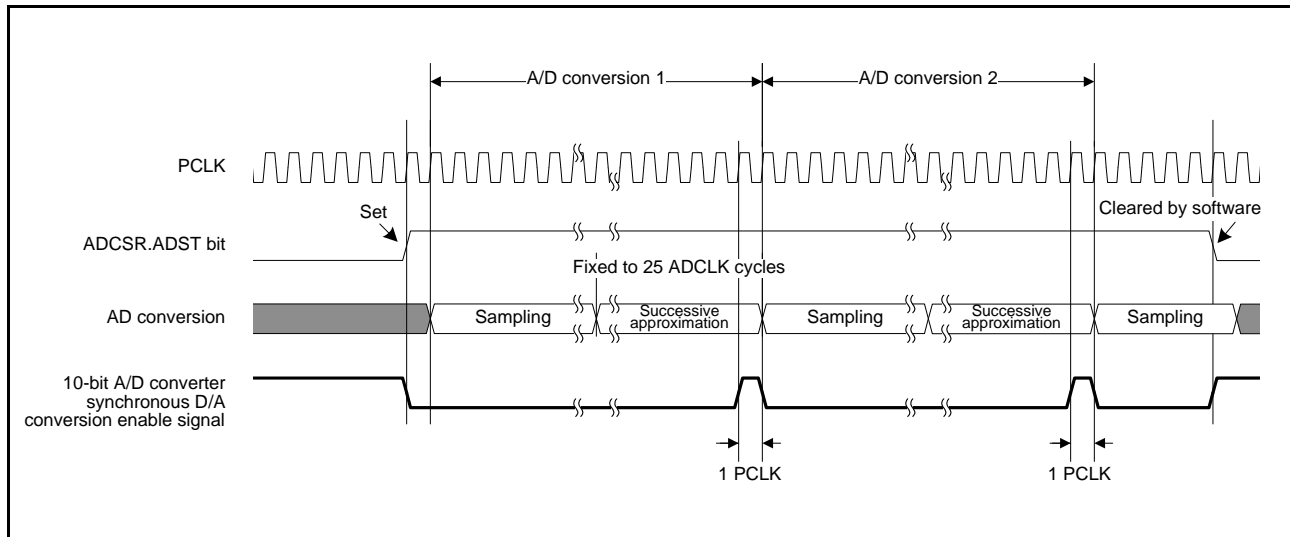 A/D conversion 1
A/D conversion 2
PCLK
Set
Cleared by software
ADCSR.ADST bit
Fixed to 25 ADCLK cycles
AD conversion
Sampling
Successive
approximation
Sampling
Successive
approximation
Sampling
10-bit A/D converter
synchronous D/A
conversion enable signal
1 PCLK
1 PCLK